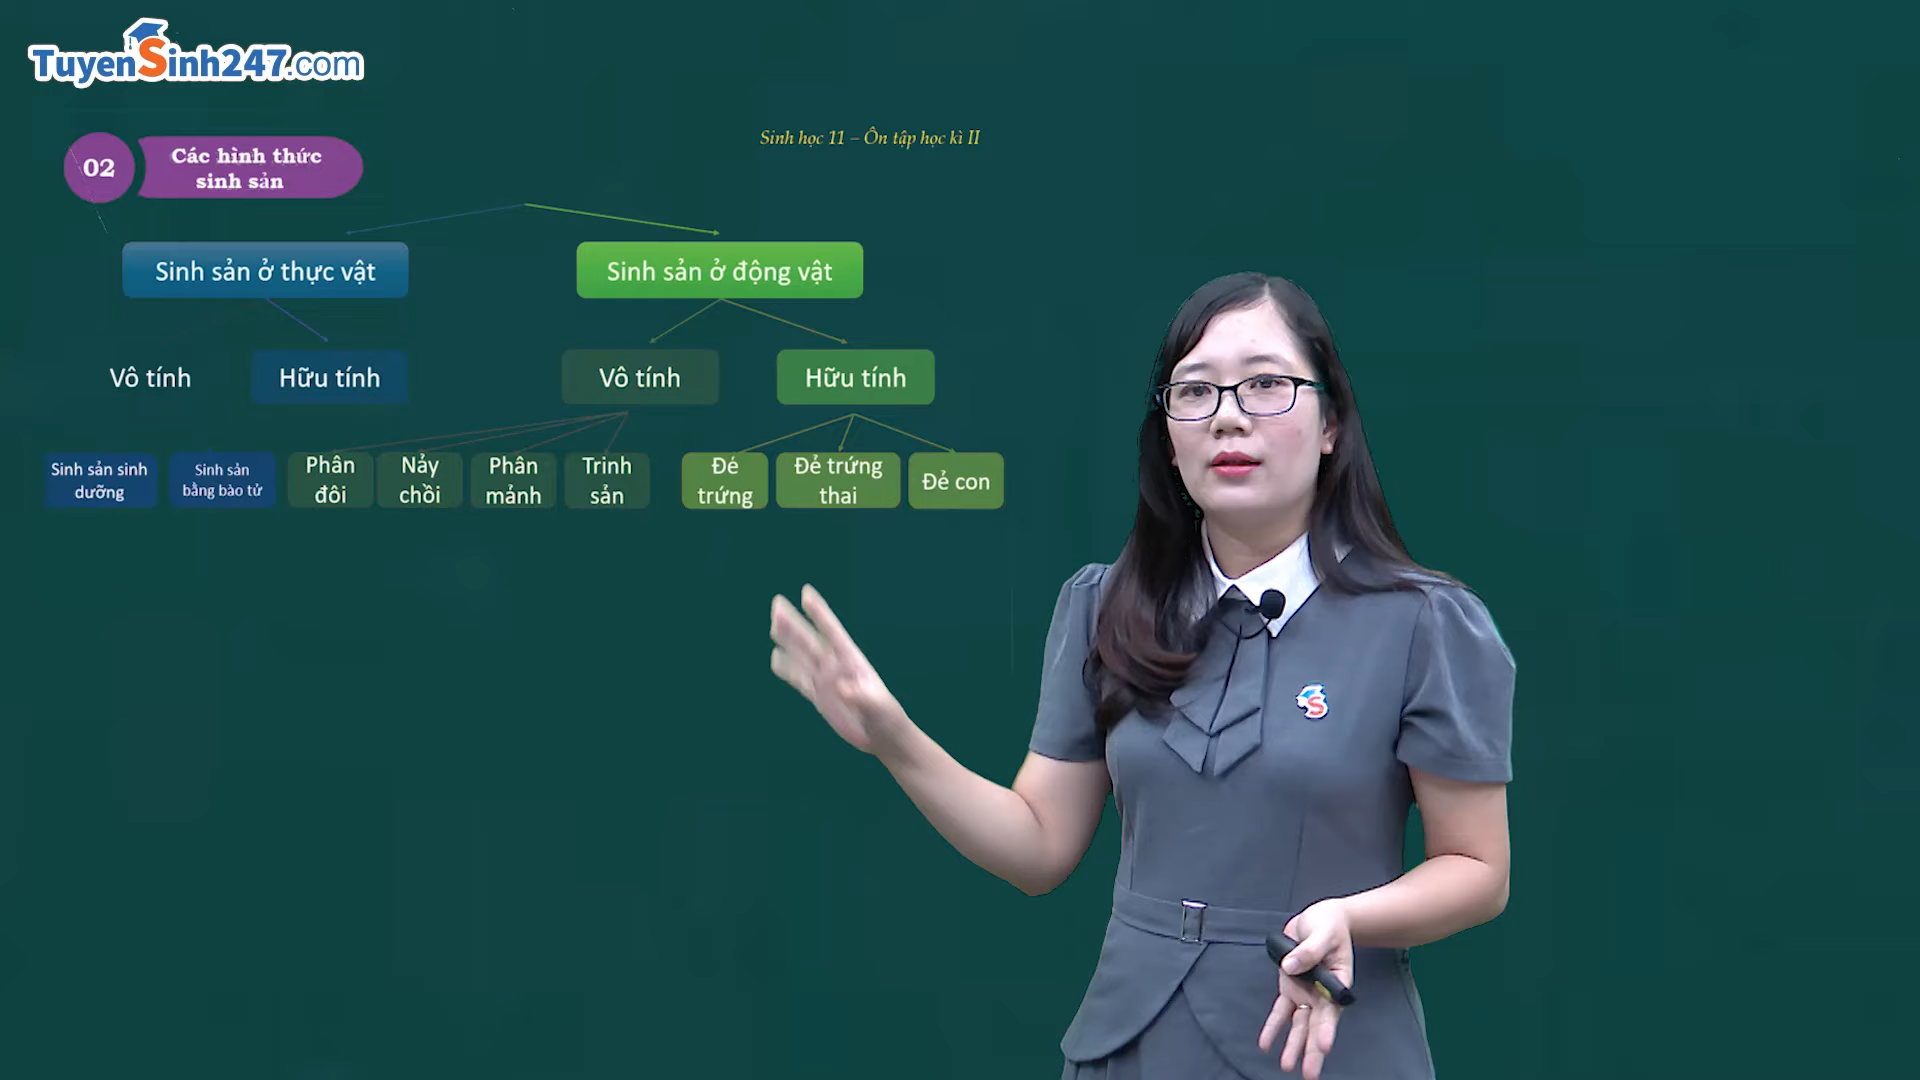 TuyenSinh247.com
Sinh học 11 – Ôn tập học kì II
02
Các hình thức
sinh sản
Sinh sản ở thực vật
Sinh sản ở động vật
Vô tính
Hữu tính
Vô tính
Hữu tính
Sinh sản sinh
dưỡng
Sinh sản
bằng bào tử
Phân
đôi
Nảy
chồi
Phân
mảnh
Trinh
sản
Đẻ
trứng
Đẻ trứng
thai
Đẻ con
S